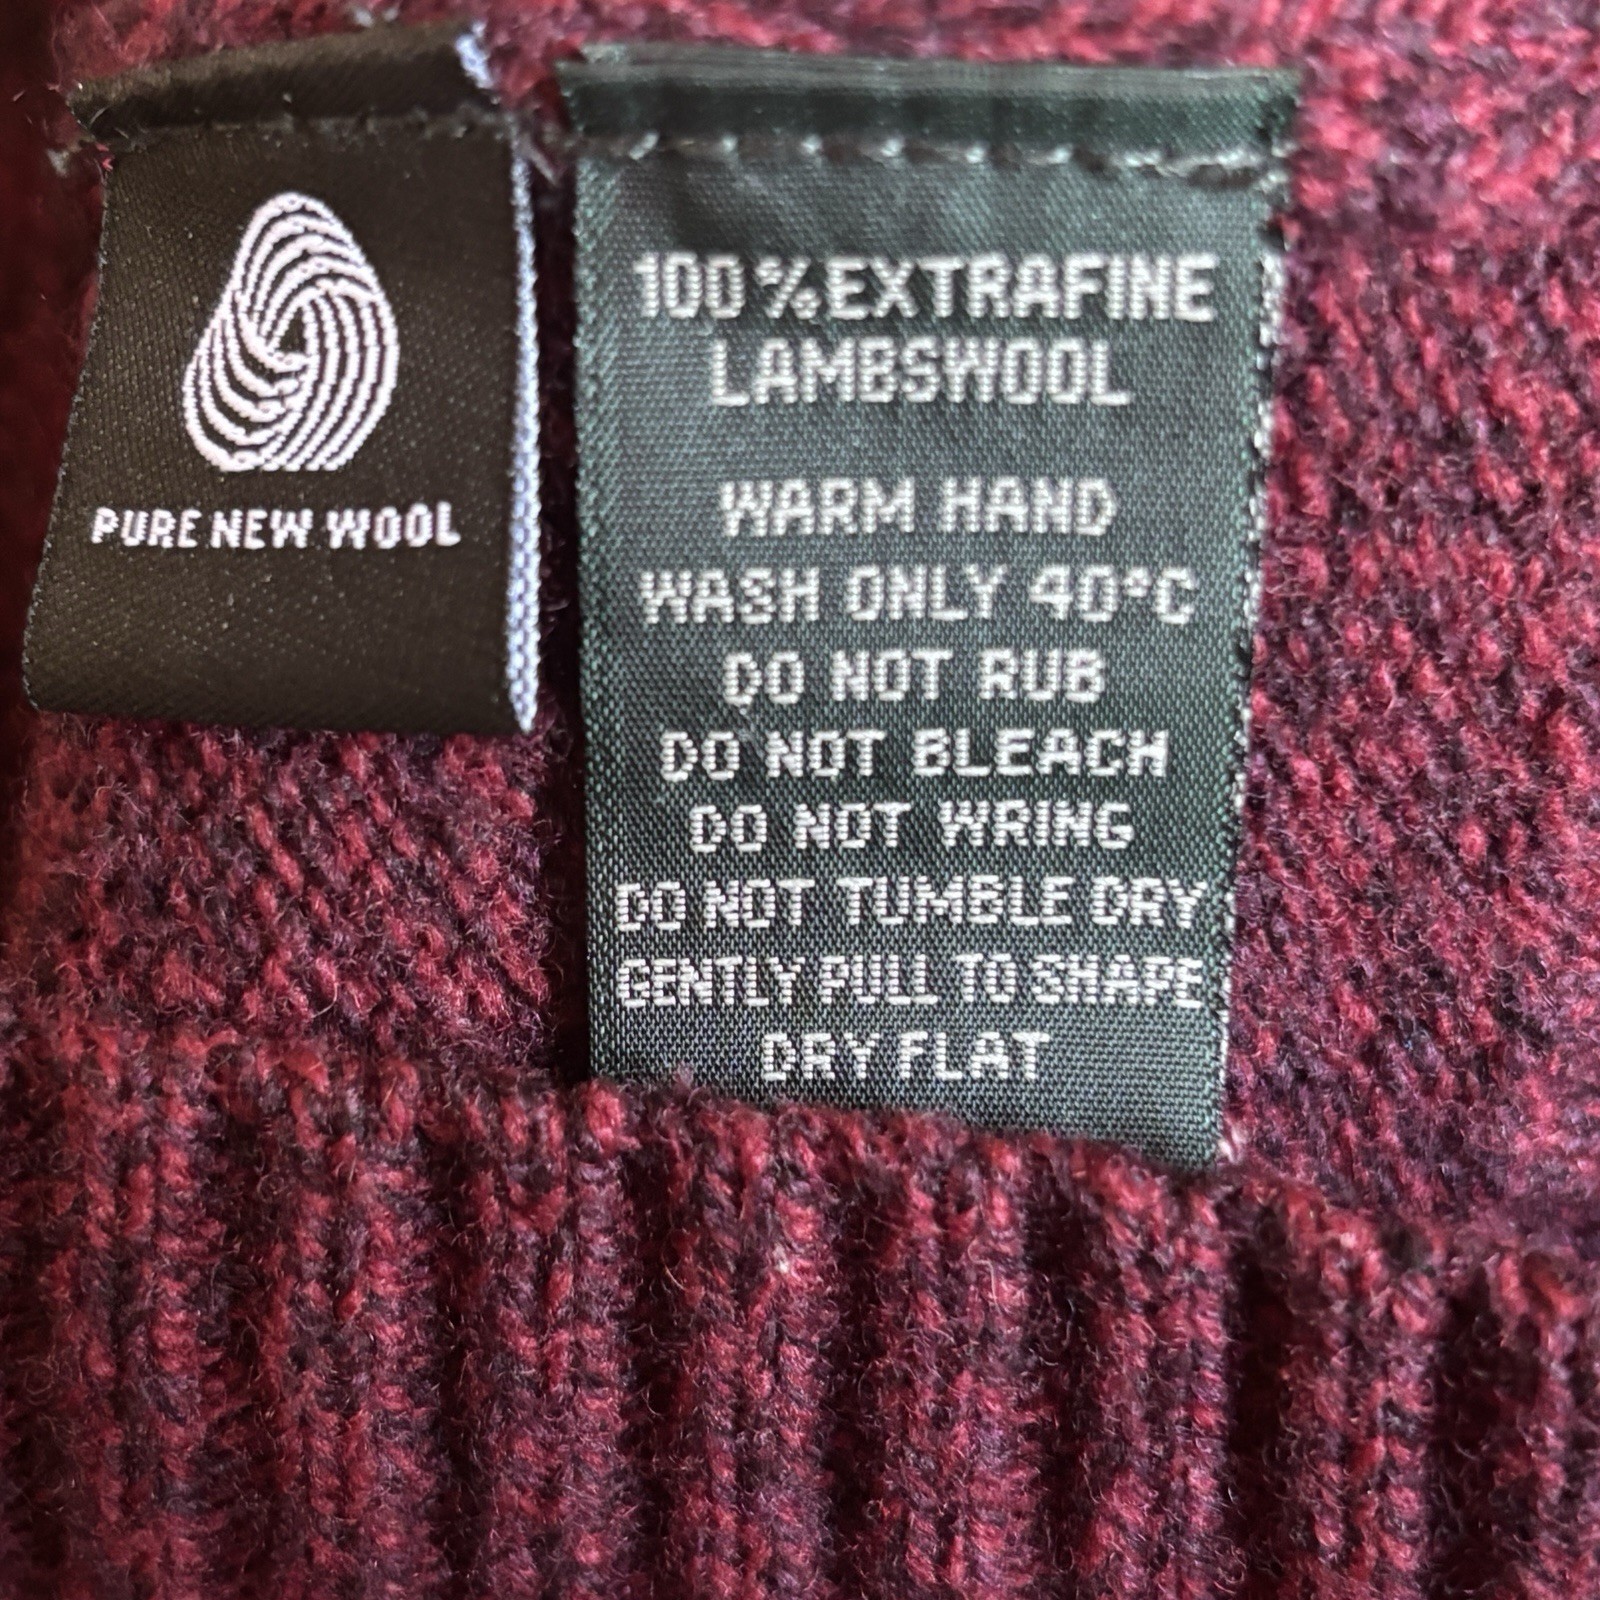 PURE NEW WOOL
100% EXTRAFINE
LAMBSWOOL
WARM HAND
WASH ONLY 40°C
DO NOT RUB
DO NOT BLEACH
DO NOT WRING
DO NOT TUMBLE DRY
GENTLY PULL TO SHAPE
DRY FLAT